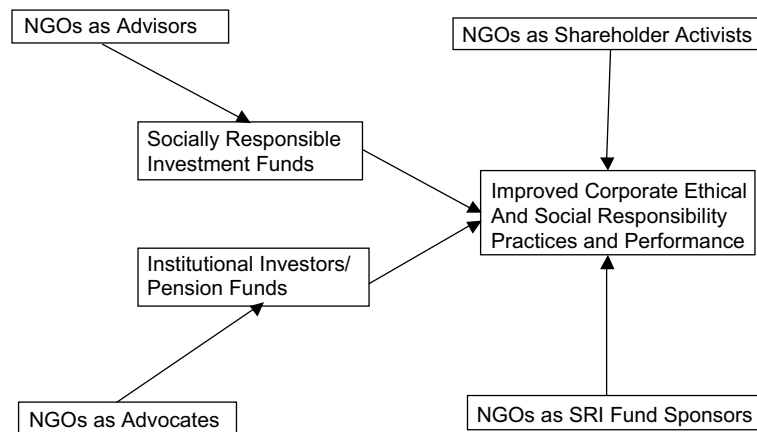 NGOs as Advisors
NGOs as Shareholder Activists
Socially Responsible
Investment Funds
Improved Corporate Ethical
And Social Responsibility
Practices and Performance
Institutional Investors/
Pension Funds
NGOs as Advocates
NGOs as SRI Fund Sponsors